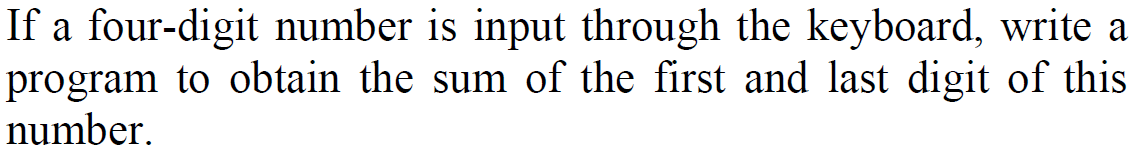 If a four-digit number is input through the keyboard, write a
program to obtain the sum of the first and last digit of this
number.